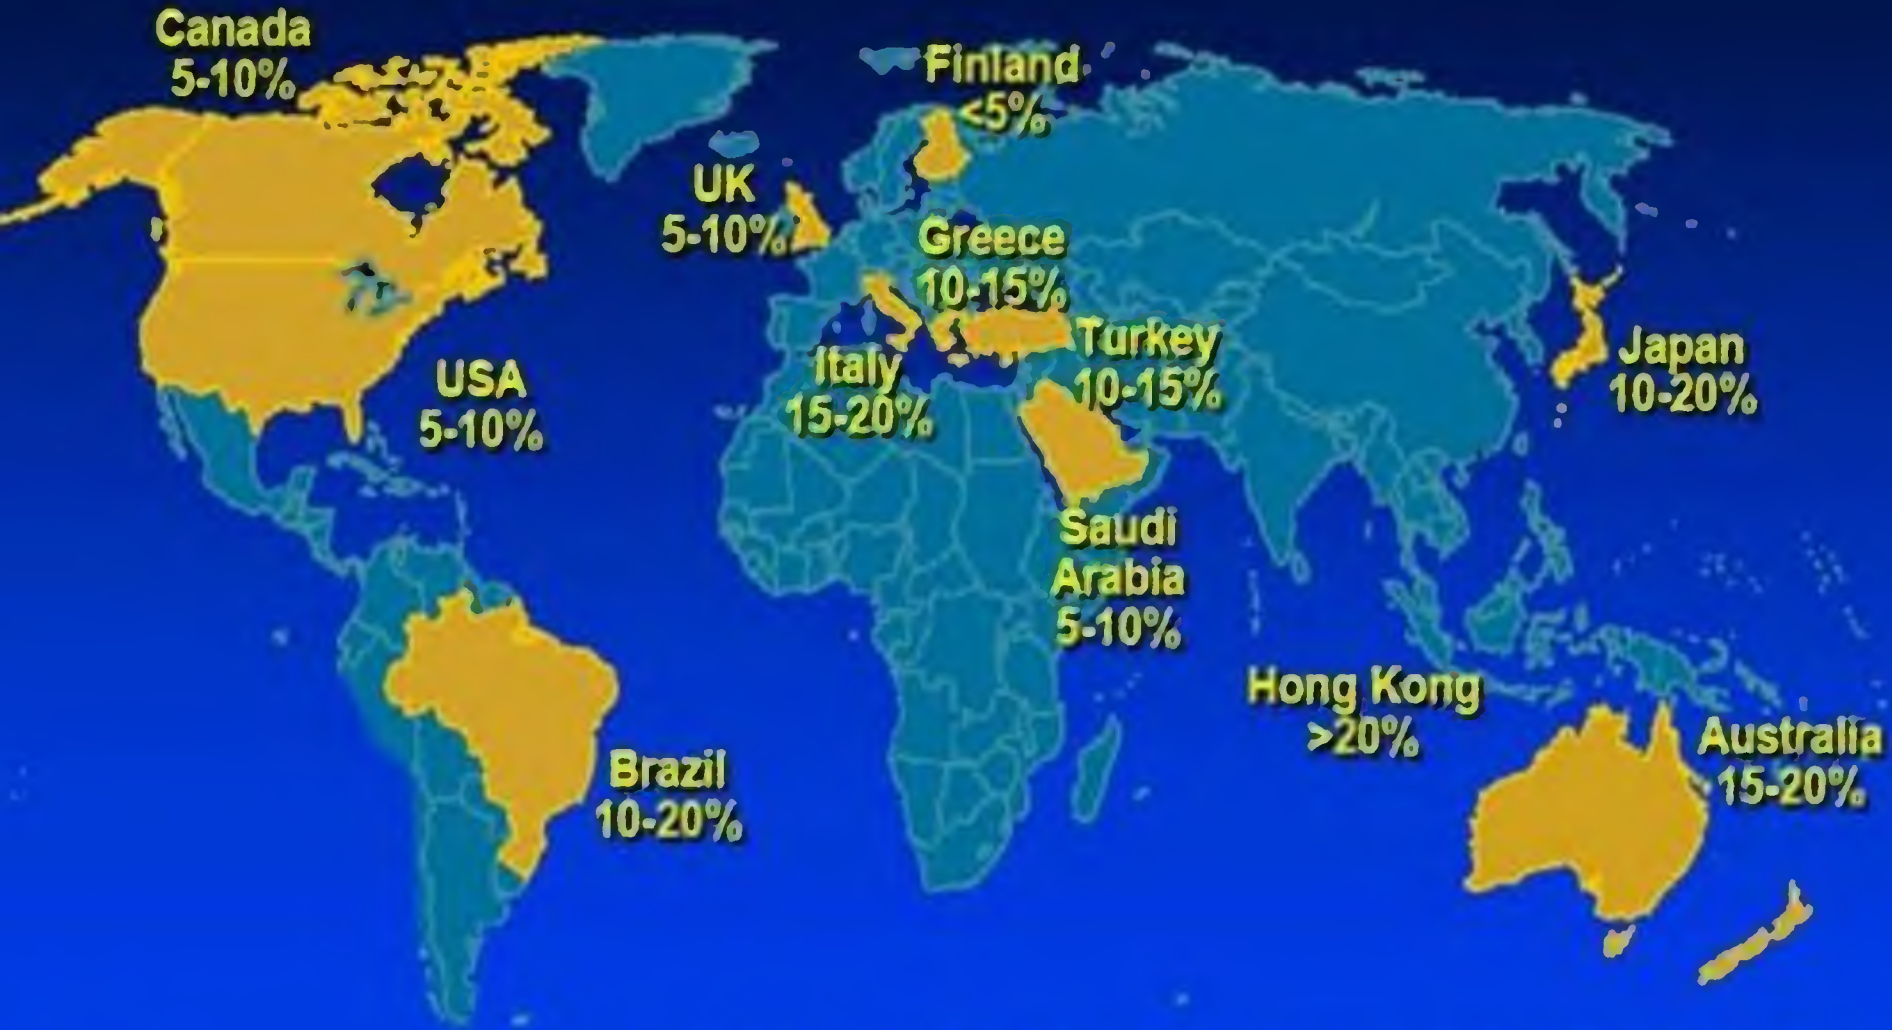 Canada
5-10%
Finland
<5%
UK
5-10%
Greece
10-15%
Turkey
10-15%
Italy
15-20%
Japan
10-20%
USA
5-10%
Saudi
Arabia
5-10%
Hong Kong
>20%
Australia
15-20%
Brazil
10-20%